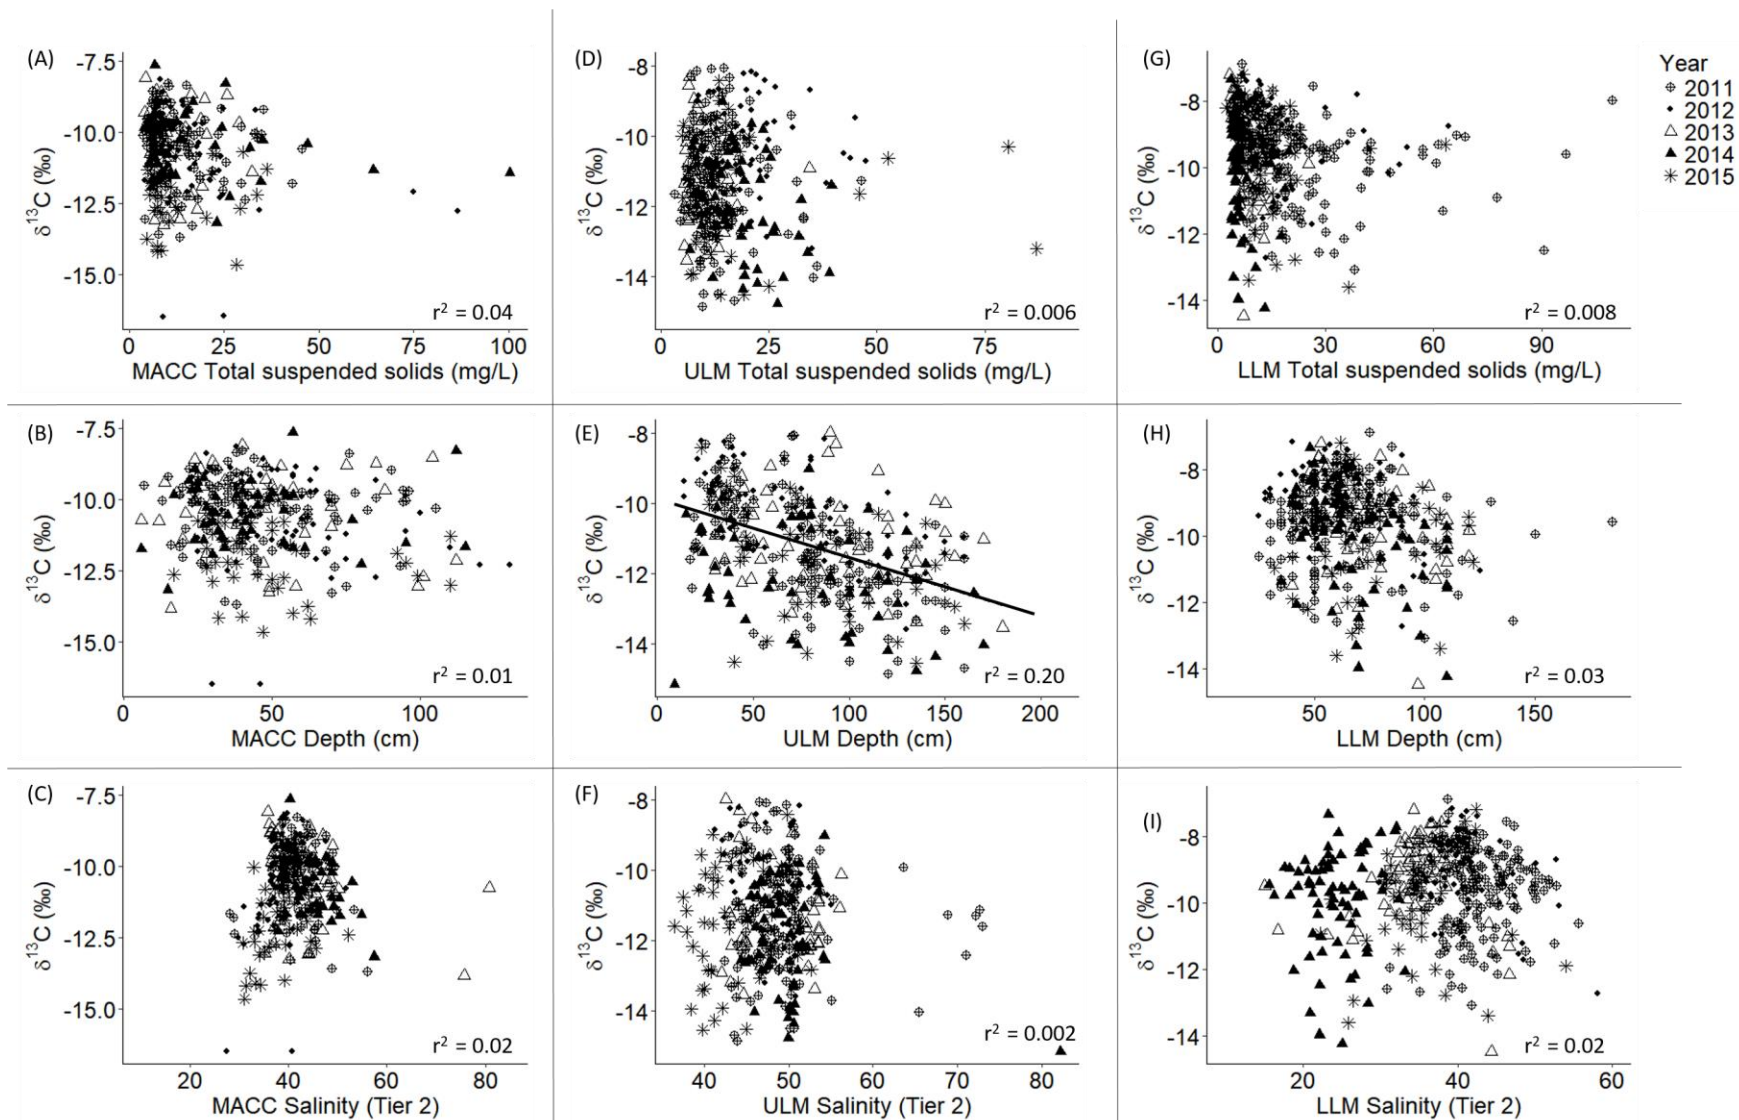 (A)
-7.5
-10.0
-12.5
-15.0
δ13C (‰)
r2 = 0.04
0 25 50 75 100
MACC Total suspended solids (mg/L)
(D)
-8
-10
-12
-14
δ13C (‰)
r2 = 0.006
0 25 50 75
ULM Total suspended solids (mg/L)
(G)
-8
-10
-12
-14
δ13C (‰)
r2 = 0.008
0 30 60 90
LLM Total suspended solids (mg/L)
Year
2011
2012
2013
2014
2015
(B)
-7.5
-10.0
-12.5
-15.0
δ13C (‰)
r2 = 0.01
0 50 100
MACC Depth (cm)
(E)
-8
-10
-12
-14
δ13C (‰)
r2 = 0.20
0 50 100 150 200
ULM Depth (cm)
(H)
-8
-10
-12
-14
δ13C (‰)
r2 = 0.03
50 100 150
LLM Depth (cm)
(C)
-7.5
-10.0
-12.5
-15.0
δ13C (‰)
r2 = 0.02
20 40 60 80
MACC Salinity (Tier 2)
(F)
-8
-10
-12
-14
δ13C (‰)
r2 = 0.002
40 50 60 70 80
ULM Salinity (Tier 2)
(I)
-8
-10
-12
-14
δ13C (‰)
r2 = 0.02
20 40 60
LLM Salinity (Tier 2)